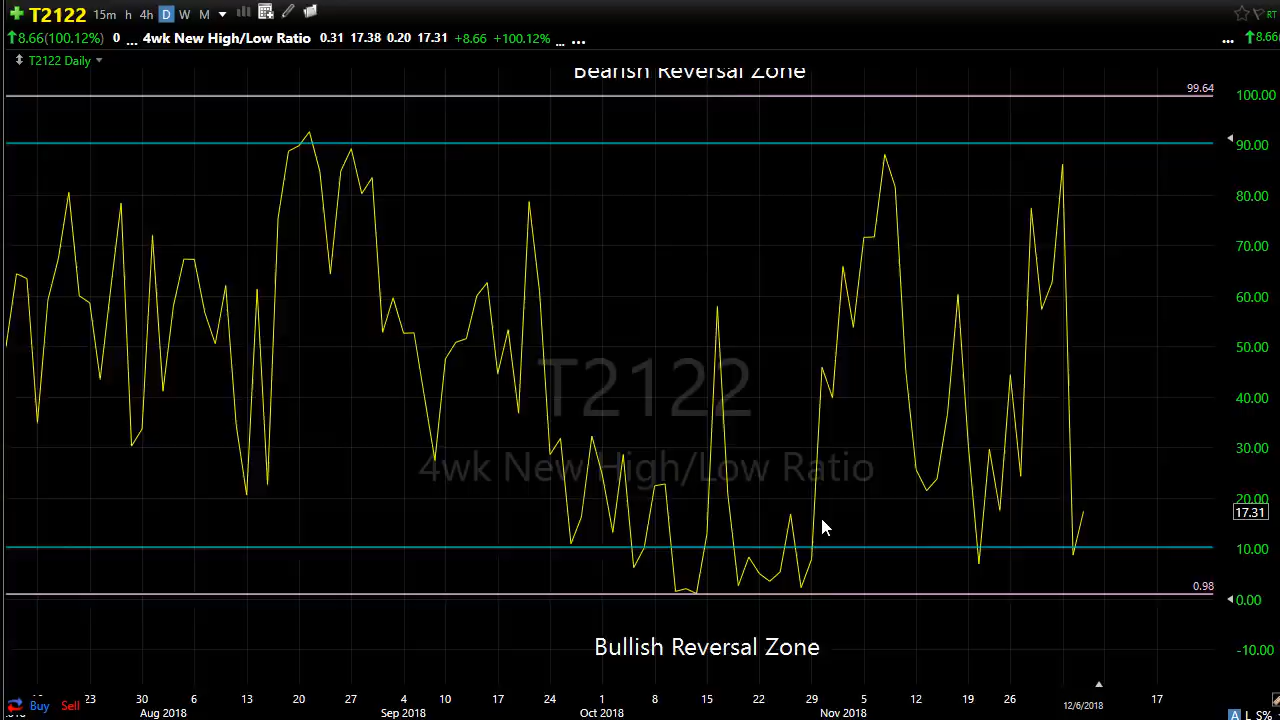 T2122 15m h 4h D W M RT
8.66(100.12%) 0 ... 4wk New High/Low Ratio 0.31 17.38 0.20 17.31 +8.66 +100.12% ... ... ... 8.66
T2122 Daily
Bearish Reversal Zone
99.64
100.00
90.00
80.00
70.00
60.00
50.00
T2122
40.00
30.00
4wk New High/Low Ratio
20.00
17.31
10.00
0.98
0.00
Bullish Reversal Zone
-10.00
23 30 6 13 20 27 4 10 17 24 1 8 15 22 29 5 12 19 26 17
Buy Sell
12/6/2018
Aug 2018 Sep 2018 Oct 2018 Nov 2018
A L S%